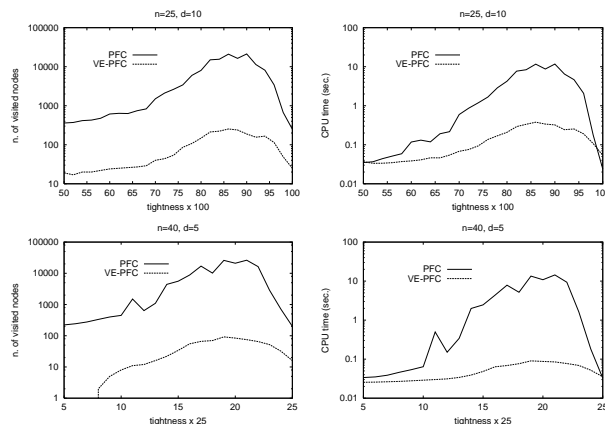 n=25, d=10
100000
10000
1000
100
10
n. of visited nodes
PFC
VE-PFC
50 55 60 65 70 75 80 85 90 95 100
tightness x 100
n=25, d=10
100
10
1
0.1
0.01
CPU time (sec.)
PFC
VE-PFC
50 55 60 65 70 75 80 85 90 95 100
tightness x 100
n=40, d=5
100000
10000
1000
100
10
1
n. of visited nodes
PFC
VE-PFC
5 10 15 20 25
tightness x 25
n=40, d=5
100
10
1
0.1
0.01
CPU time (sec.)
PFC
VE-PFC
5 10 15 20 25
tightness x 25